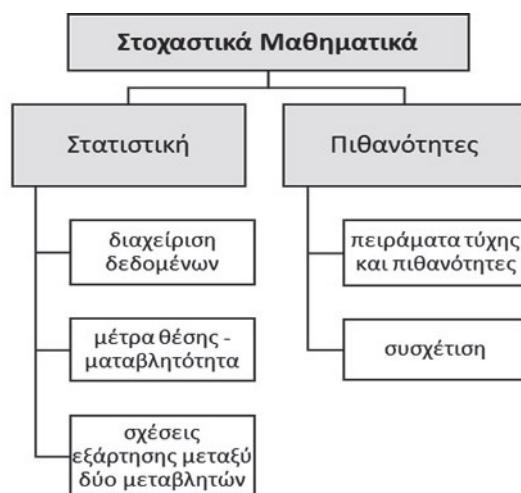 Στοχαστικά Μαθηματικά
Στατιστική
Πιθανότητες
διαχείριση
δεδομένων
μέτρα θέσης -
ματαβλητότητα
σχέσεις
εξάρτησης μεταξύ
δύο μεταβλητών
πειράματα τύχης
και πιθανότητες
συσχέτιση